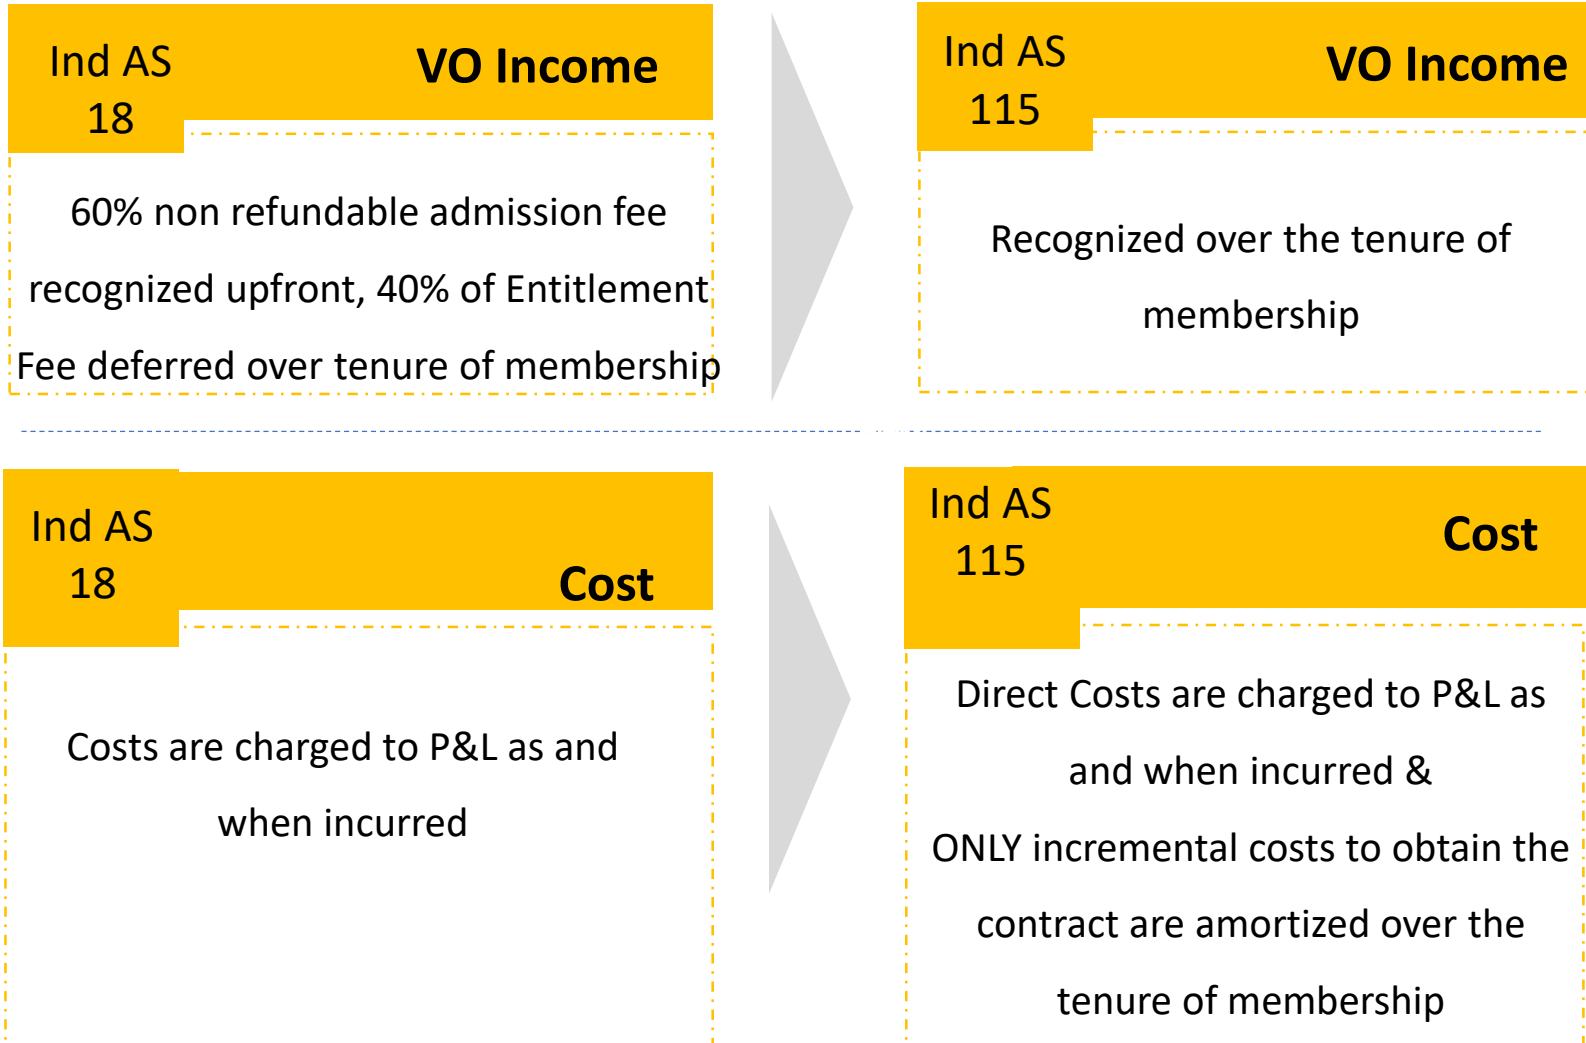 Ind AS
18
VO Income
60% non refundable admission fee
recognized upfront, 40% of Entitlement
Fee deferred over tenure of membership
Ind AS
115
VO Income
Recognized over the tenure of
membership
Ind AS
18
Cost
Costs are charged to P&L as and
when incurred
Ind AS
115
Cost
Direct Costs are charged to P&L as
and when incurred &
ONLY incremental costs to obtain the
contract are amortized over the
tenure of membership